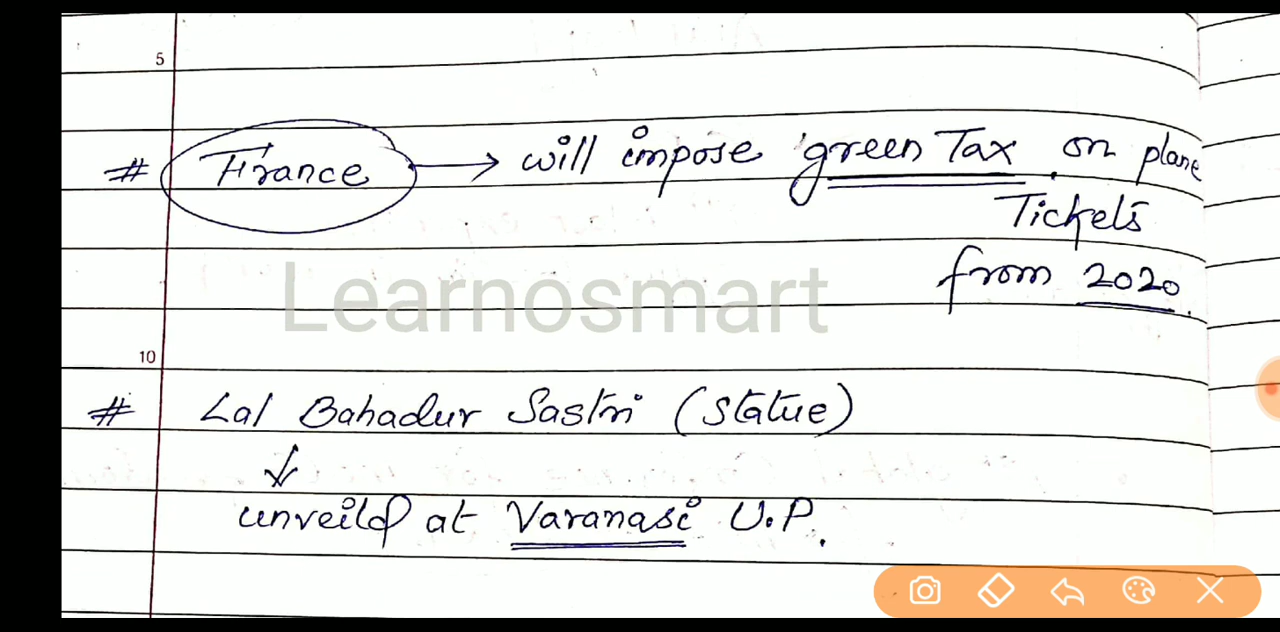 5
# France → will impose green Tax on plane
Tickets
from 2020.
Learnosmart
10
# Lal Bahadur Sastri (Statue)
↓
unveild at Varanasi U.P.